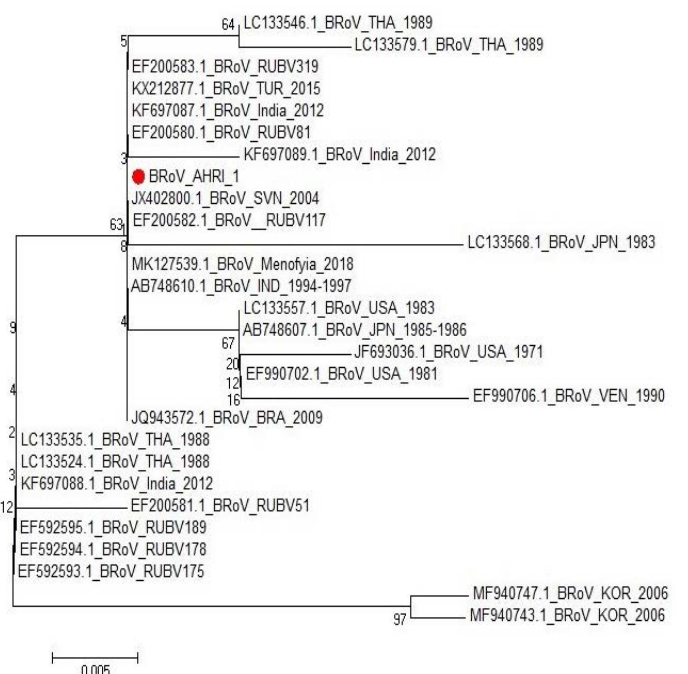 64 LC133546.1_BRoV_THA_1989
LC133579.1_BRoV_THA_1989
5
EF200583.1_BRoV_RUBV319
KX212877.1_BRoV_TUR_2015
KF697087.1_BRoV_India_2012
EF200580.1_BRoV_RUBV81
KF697089.1_BRoV_India_2012
3
BRoV_AHRI_1
JX402800.1_BRoV_SVN_2004
EF200582.1_BRoV__RUBV117
63
LC133568.1_BRoV_JPN_1983
8
MK127539.1_BRoV_Menofyia_2018
AB748610.1_BRoV_IND_1994-1997
LC133557.1_BRoV_USA_1983
4
AB748607.1_BRoV_JPN_1985-1986
9
67
JF693036.1_BRoV_USA_1971
20
EF990702.1_BRoV_USA_1981
12
4
EF990706.1_BRoV_VEN_1990
16
JQ943572.1_BRoV_BRA_2009
2
LC133535.1_BRoV_THA_1988
LC133524.1_BRoV_THA_1988
3
KF697088.1_BRoV_India_2012
12
EF200581.1_BRoV_RUBV51
EF592595.1_BRoV_RUBV189
EF592594.1_BRoV_RUBV178
EF592593.1_BRoV_RUBV175
MF940747.1_BRoV_KOR_2006
97 MF940743.1_BRoV_KOR_2006
0.005